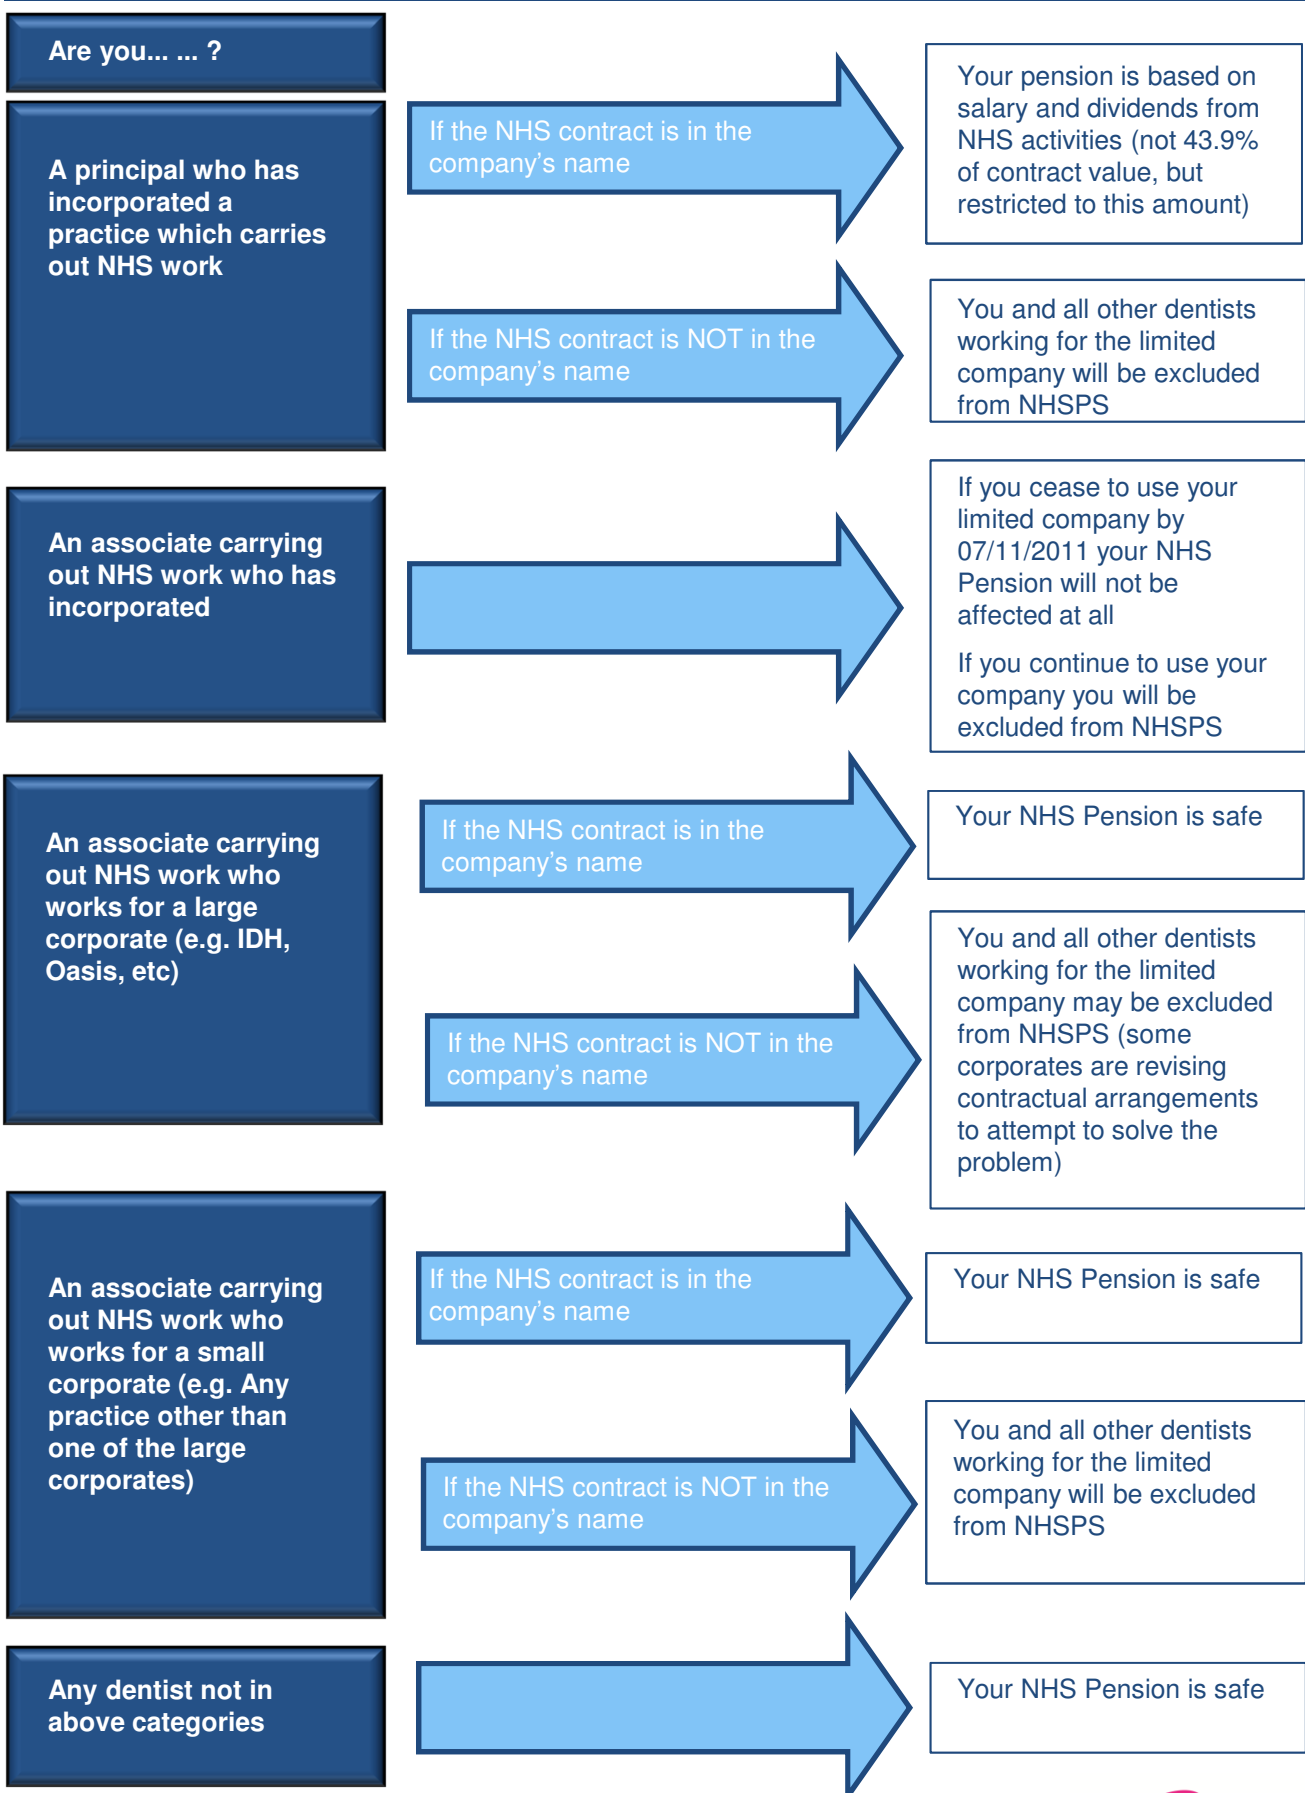 Are you... ... ?
A principal who has
incorporated a
practice which carries
out NHS work
If the NHS contract is in the
company’s name
Your pension is based on
salary and dividends from
NHS activities (not 43.9%
of contract value, but
restricted to this amount)
If the NHS contract is NOT in the
company’s name
You and all other dentists
working for the limited
company will be excluded
from NHSPS
An associate carrying
out NHS work who has
incorporated
If you cease to use your
limited company by
07/11/2011 your NHS
Pension will not be
affected at all
If you continue to use your
company you will be
excluded from NHSPS
An associate carrying
out NHS work who
works for a large
corporate (e.g. IDH,
Oasis, etc)
If the NHS contract is in the
company’s name
Your NHS Pension is safe
If the NHS contract is NOT in the
company’s name
You and all other dentists
working for the limited
company may be excluded
from NHSPS (some
corporates are revising
contractual arrangements
to attempt to solve the
problem)
An associate carrying
out NHS work who
works for a small
corporate (e.g. Any
practice other than
one of the large
corporates)
If the NHS contract is in the
company’s name
Your NHS Pension is safe
If the NHS contract is NOT in the
company’s name
You and all other dentists
working for the limited
company will be excluded
from NHSPS
Any dentist not in
above categories
Your NHS Pension is safe